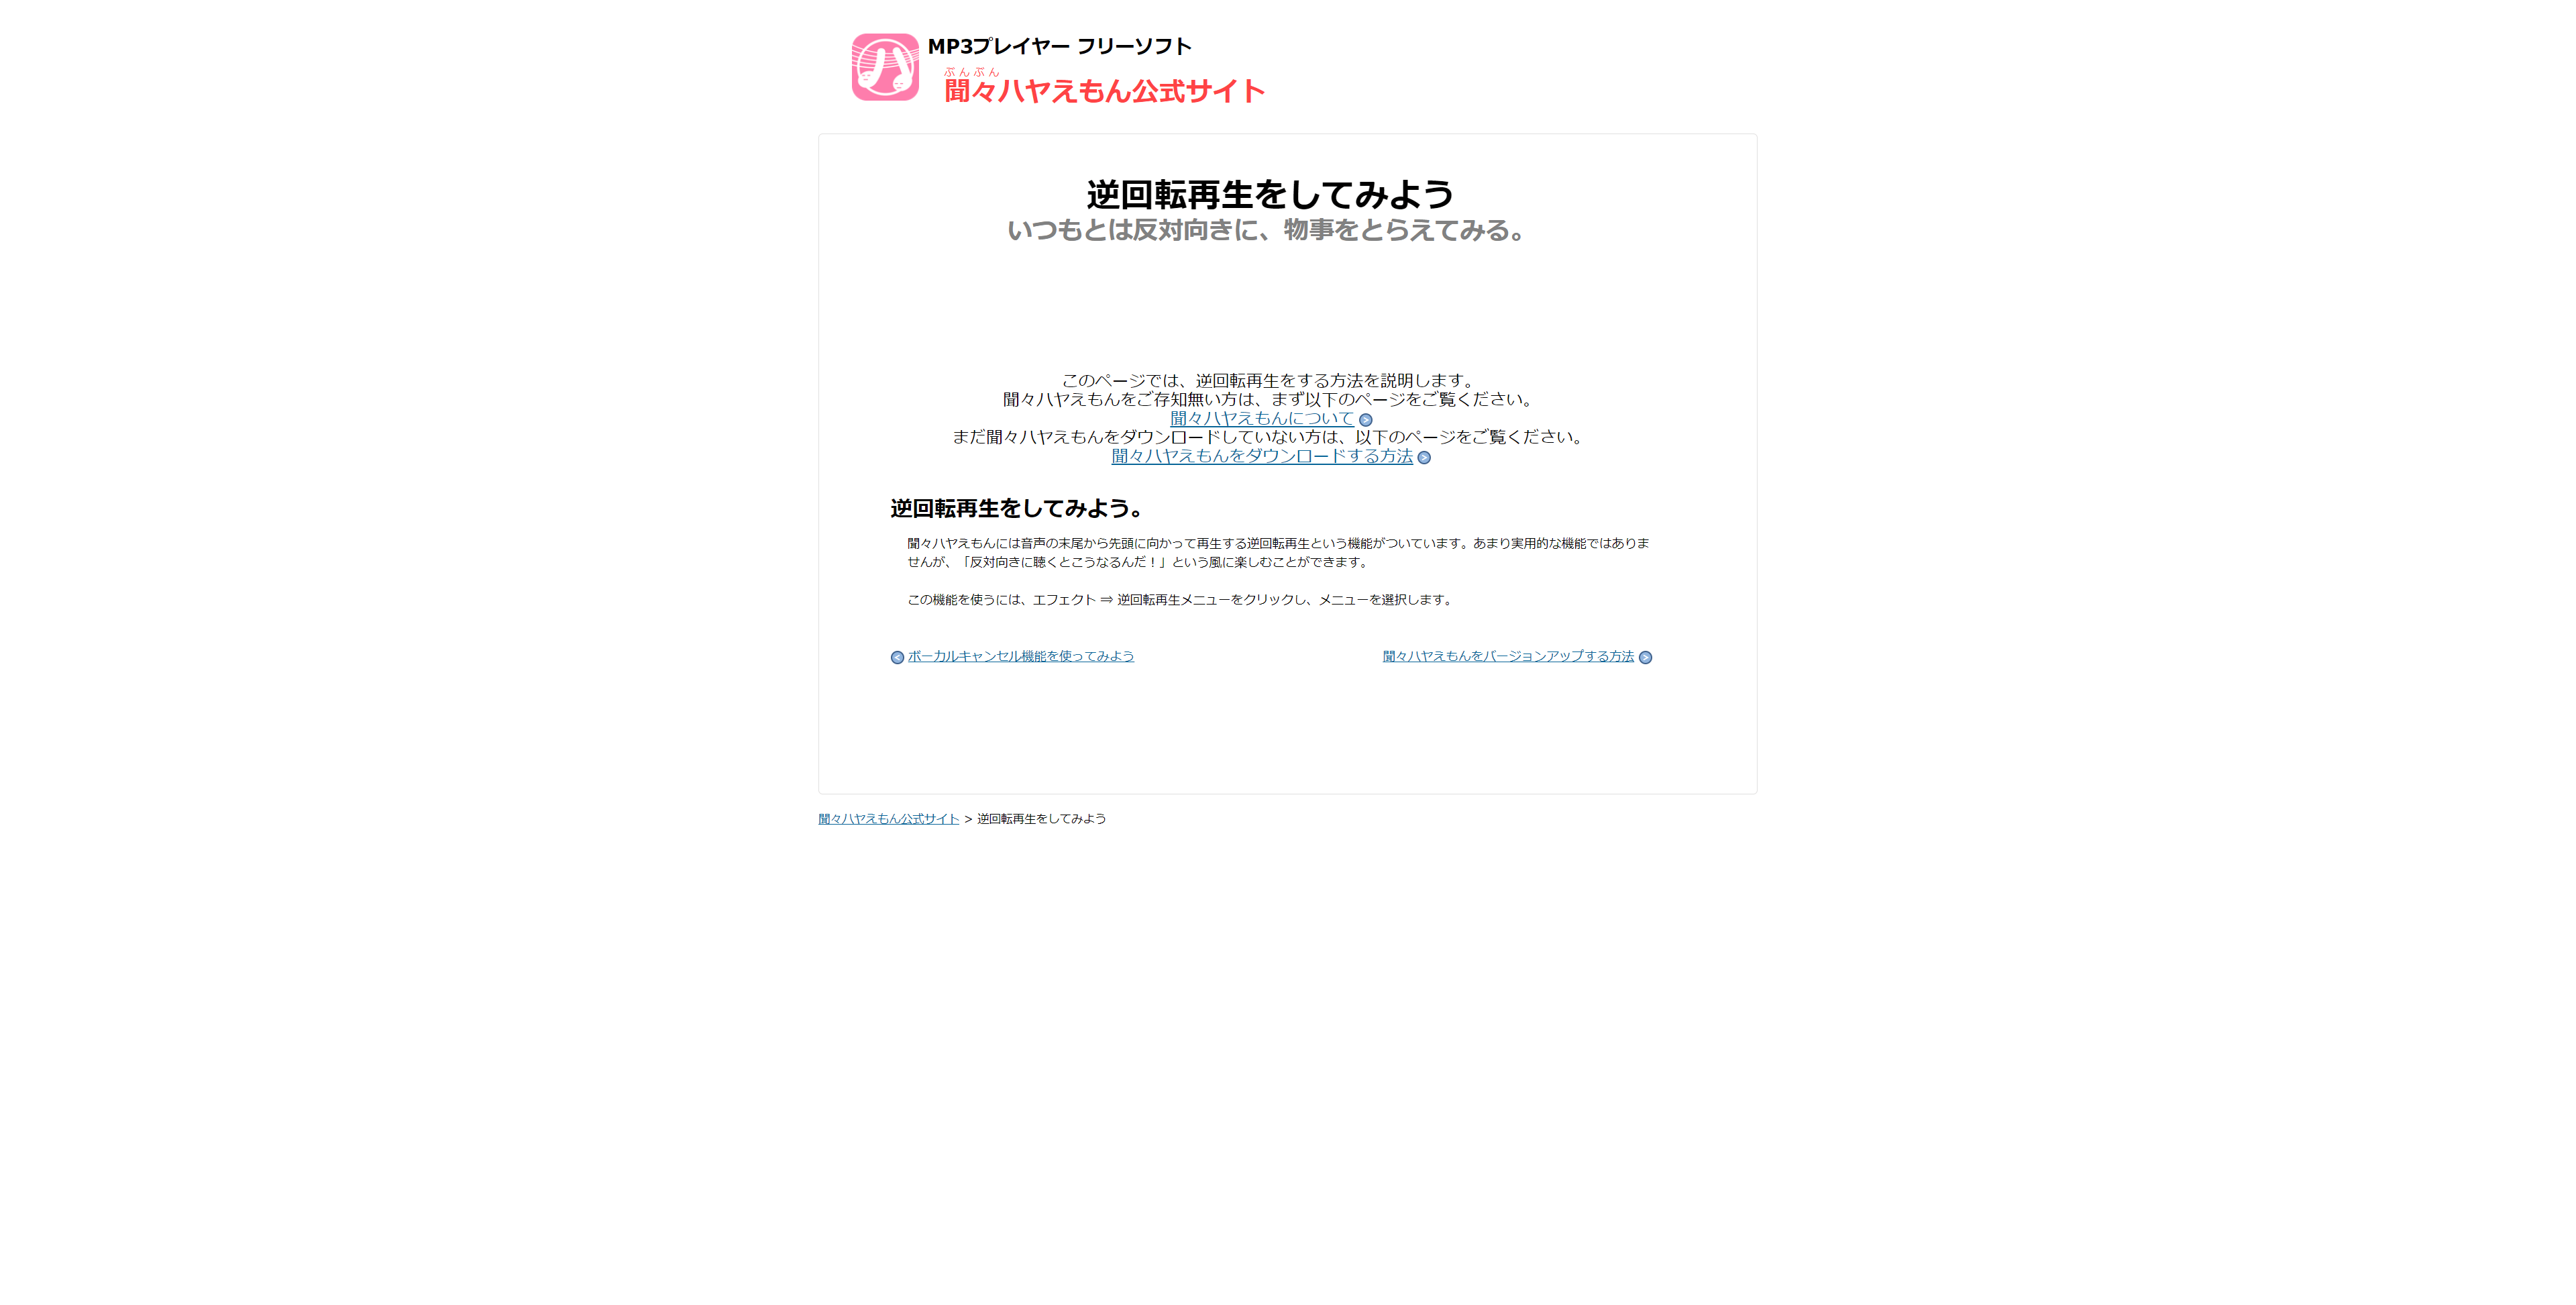 MP3プレイヤー フリーソフト
ぶんぶん
聞々ハヤえもん公式サイト
逆回転再生をしてみよう
いつもとは反対向きに、物事をとらえてみる。
このページでは、逆回転再生をする方法を説明します。
聞々ハヤえもんをご存知無い方は、まず以下のページをご覧ください。
聞々ハヤえもんについて
まだ聞々ハヤえもんをダウンロードしていない方は、以下のページをご覧ください。
聞々ハヤえもんをダウンロードする方法
逆回転再生をしてみよう。
聞々ハヤえもんには音声の末尾から先頭に向かって再生する逆回転再生という機能がついています。あまり実用的な機能ではありま
せんが、「反対向きに聴くとこうなるんだ！」という風に楽しむことができます。
この機能を使うには、エフェクト ⇒ 逆回転再生メニューをクリックし、メニューを選択します。
ボーカルキャンセル機能を使ってみよう
聞々ハヤえもんをバージョンアップする方法
聞々ハヤえもん公式サイト > 逆回転再生をしてみよう